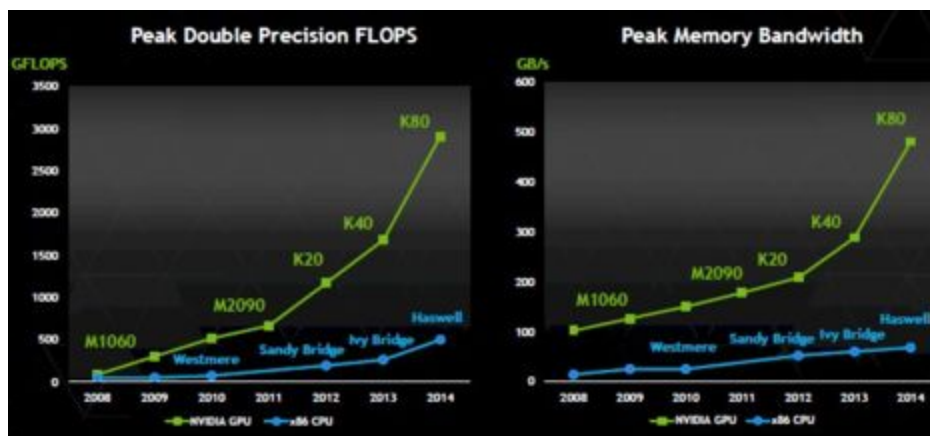 Peak Double Precision FLOPS
GFLOPS
3500
3000
2500
2000
1500
1000
500
0
K80
K40
K20
M2090
M1060
Haswell
Ivy Bridge
Sandy Bridge
Westmere
2008 2009 2010 2011 2012 2013 2014
NVIDIA GPU x86 CPU
Peak Memory Bandwidth
GB/s
600
500
400
300
200
100
0
K80
K40
K20
M2090
M1060
Haswell
Ivy Bridge
Sandy Bridge
Westmere
2008 2009 2010 2011 2012 2013 2014
NVIDIA GPU x86 CPU